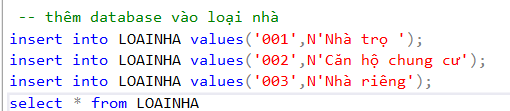 -- thêm database vào loại nhà
insert into LOAINHA values('001',N'Nhà trọ ');
insert into LOAINHA values('002',N'Căn hộ chung cư');
insert into LOAINHA values('003',N'Nhà riêng');
select * from LOAINHA